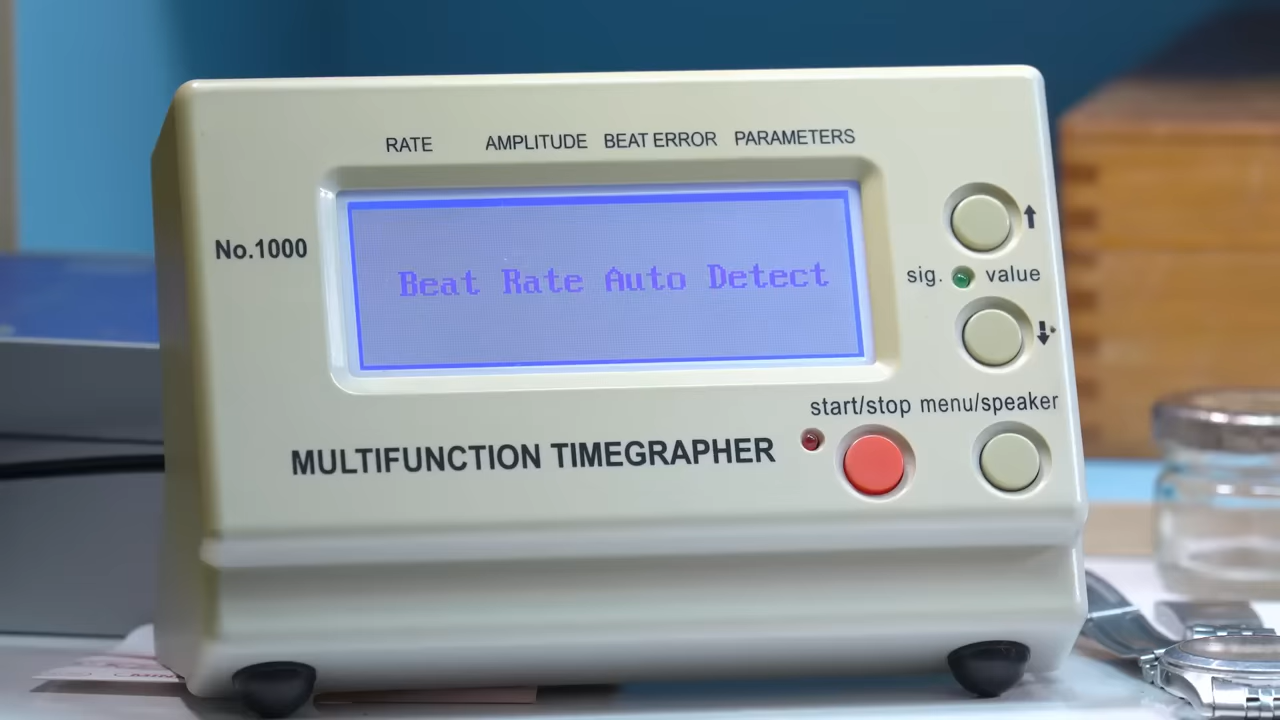 RATE AMPLITUDE BEAT ERROR PARAMETERS
No.1000
Beat Rate Auto Detect
sig. value
start/stop menu/speaker
MULTIFUNCTION TIMEGRAPHER